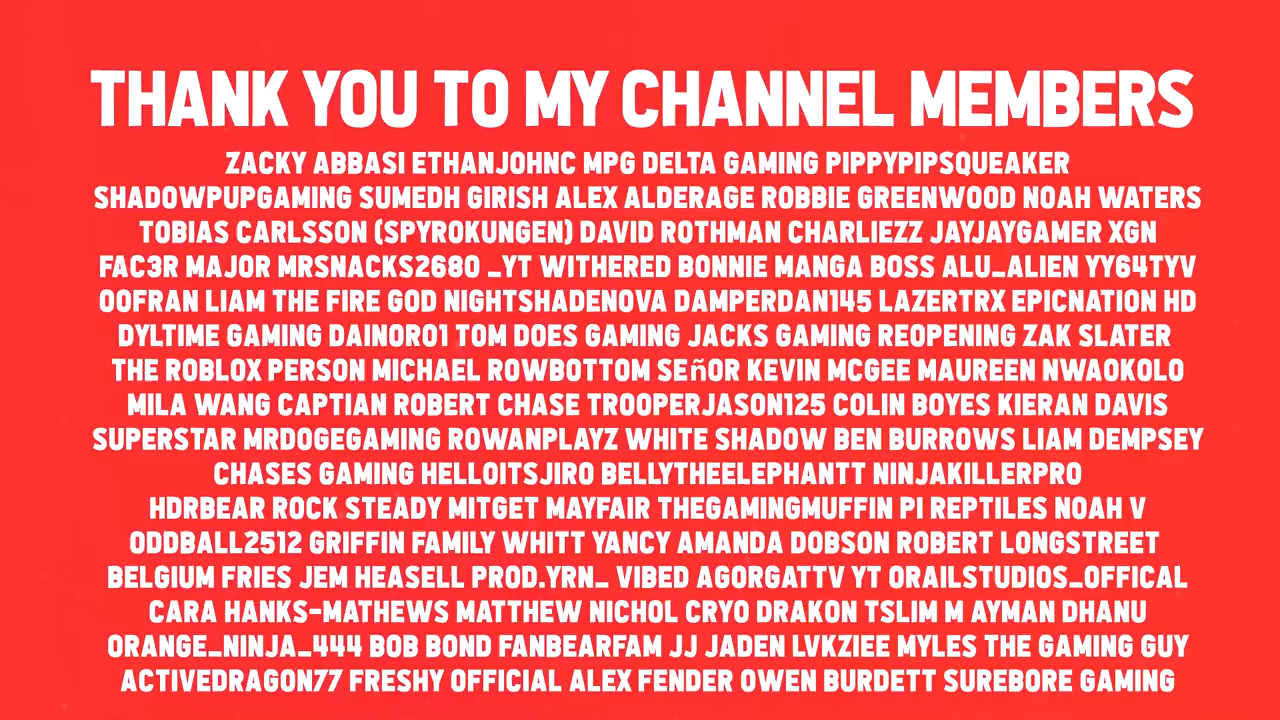 THANK YOU TO MY CHANNEL MEMBERS
ZACKY ABBASI ETHANJOHNC MPG DELTA GAMING PIPPYPIPSQUEAKER
SHADOWPUPGAMING SUMEDH GIRISH ALEX ALDERAGE ROBBIE GREENWOOD NOAH WATERS
TOBIAS CARLSSON (SPYROKUNGEN) DAVID ROTHMAN CHARLIEZZ JAYJAYGAMER XGN
FAC3R MAJOR MRSNACKS2680 _YT WITHERED BONNIE MANGA BOSS ALU_ALIEN YY64TYV
OOFRAN LIAM THE FIRE GOD NIGHTSHADENOVA DAMPERDAN145 LAZERTRX EPICNATION HD
DYLTIME GAMING DAINOR01 TOM DOES GAMING JACKS GAMING REOPENING ZAK SLATER
THE ROBLOX PERSON MICHAEL ROWBOTTOM SEñOR KEVIN MCGEE MAUREEN NWAOKOLO
MILA WANG CAPTIAN ROBERT CHASE TROOPERJASON125 COLIN BOYES KIERAN DAVIS
SUPERSTAR MRDOGEGAMING ROWANPLAYZ WHITE SHADOW BEN BURROWS LIAM DEMPSEY
CHASES GAMING HELLOITSJIRO BELLYTHEELEPHANTT NINJAKILLERPRO
HDRBEAR ROCK STEADY MITGET MAYFAIR THEGAMINGMUFFIN PI REPTILES NOAH V
ODDBALL2512 GRIFFIN FAMILY WHITT YANCY AMANDA DOBSON ROBERT LONGSTREET
BELGIUM FRIES JEM HEASELL PROD.YRN_ VIBED AGORGATTV YT ORAILSTUDIOS_OFFICAL
CARA HANKS-MATHEWS MATTHEW NICHOL CRYO DRAKON TSLIM M AYMAN DHANU
ORANGE_NINJA_444 BOB BOND FANBEARFAM JJ JADEN LVKZIEE MYLES THE GAMING GUY
ACTIVEDRAGON77 FRESHY OFFICIAL ALEX FENDER OWEN BURDETT SUREBORE GAMING